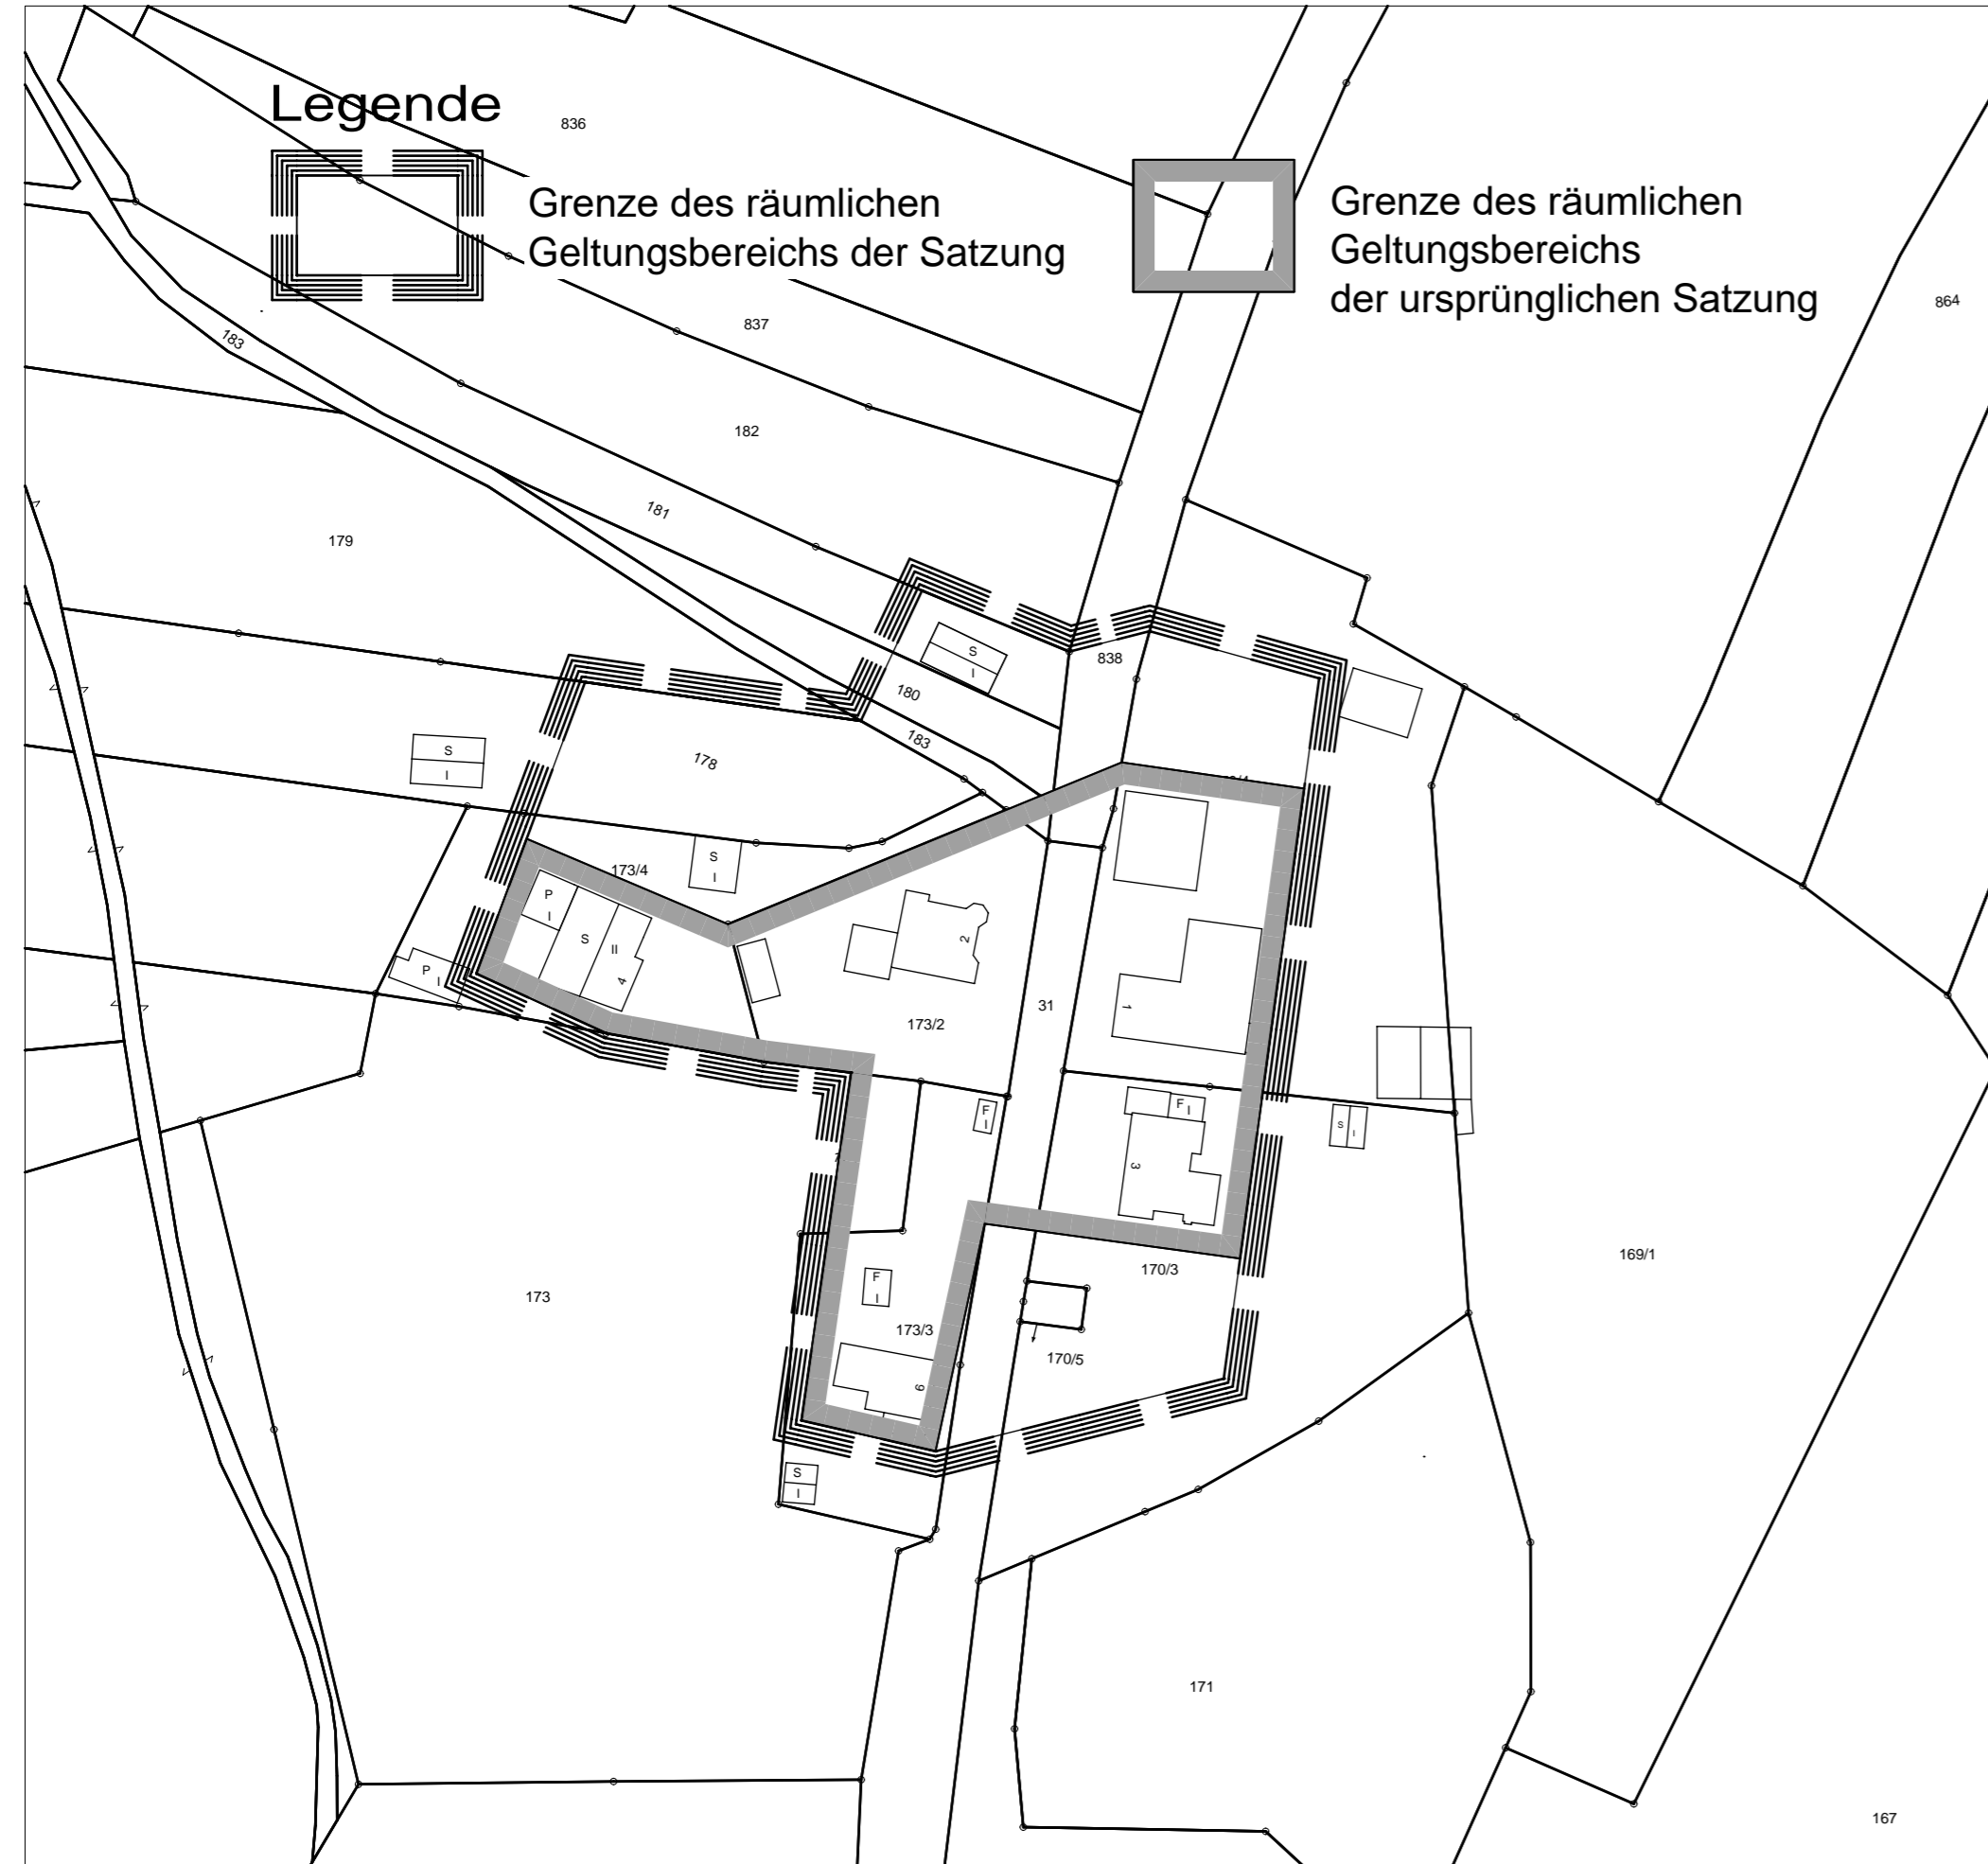 Legende
836
Grenze des räumlichen
Geltungsbereichs der Satzung
Grenze des räumlichen
Geltungsbereichs
der ursprünglichen Satzung
864
837
183
182
181
179
S
I
838
180
183
178
S
I
173/4
S
I
P
I
S
II
4
2
P
I
31
1
173/2
F
I
F
I
S
I
3
169/1
170/3
173
F
I
173/3
170/5
9
S
I
171
167